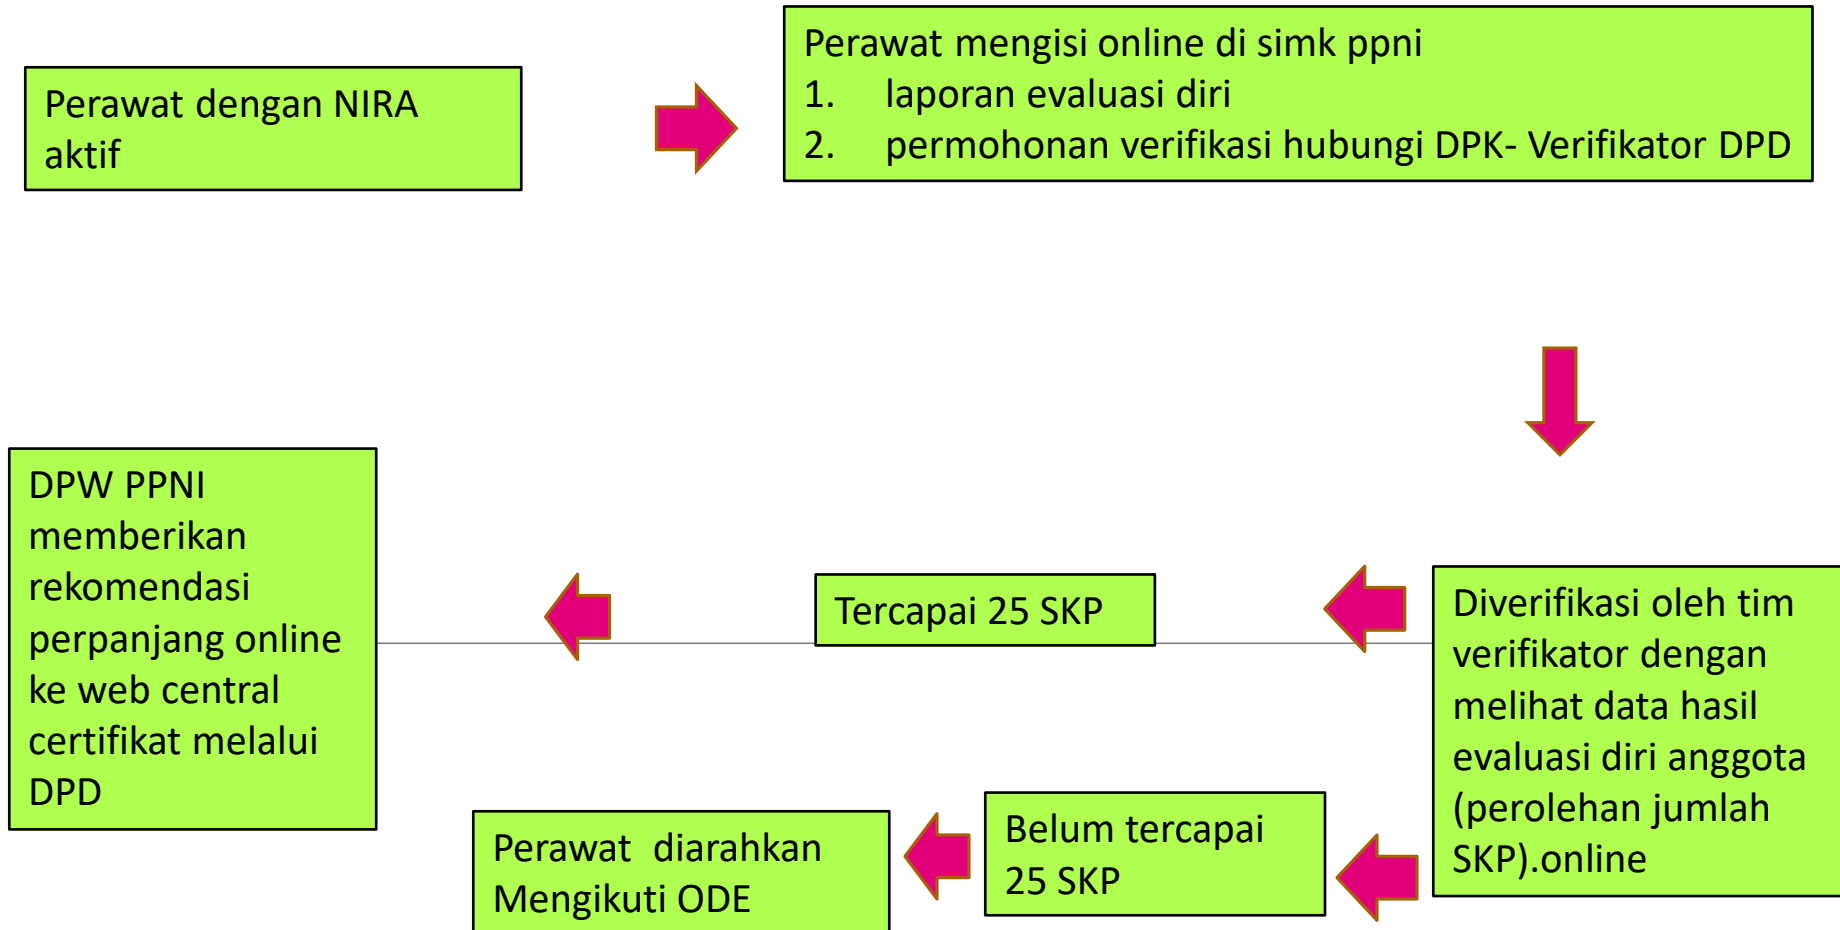 Perawat dengan NIRA
aktif
Perawat mengisi online di simk ppni
1. laporan evaluasi diri
2. permohonan verifikasi hubungi DPK- Verifikator DPD
Diverifikasi oleh tim
verifikator dengan
melihat data hasil
evaluasi diri anggota
(perolehan jumlah
SKP).online
Tercapai 25 SKP
DPW PPNI
memberikan
rekomendasi
perpanjang online
ke web central
certifikat melalui
DPD
Belum tercapai
25 SKP
Perawat diarahkan
Mengikuti ODE